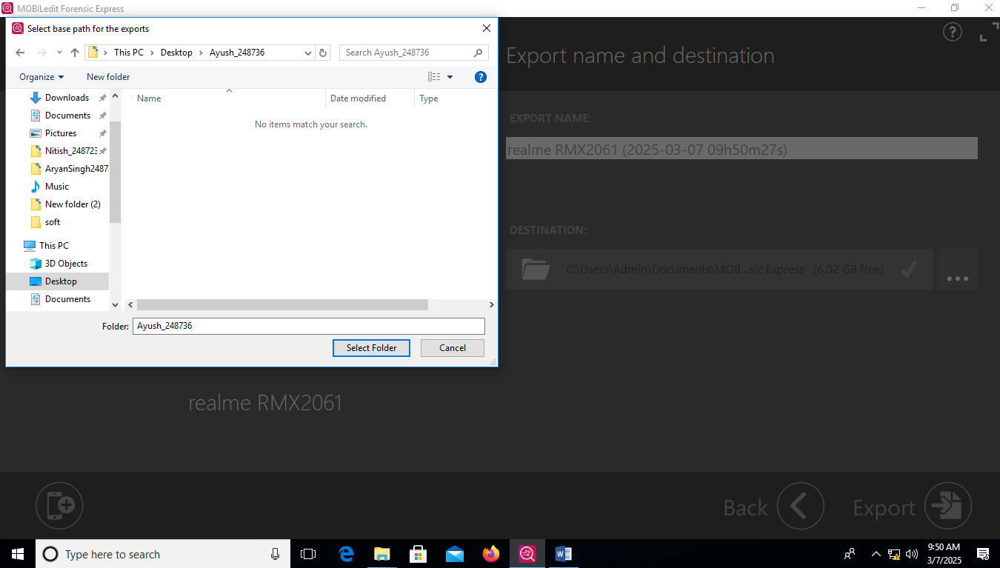 MOBILedit Forensic Express
Select base path for the exports
This PC > Desktop > Ayush_248736
Search Ayush_248736
Organize
New folder
Downloads
Documents
Pictures
Nitish_248723
AryanSingh2487
Music
New folder (2)
soft
This PC
3D Objects
Desktop
Documents
Name
Date modified
Type
No items match your search.
Folder:
Ayush_248736
Select Folder
Cancel
Export name and destination
EXPORT NAME:
realme RMX2061 (2025-03-07 09h50m27s)
DESTINATION:
C:\Users\Admin\Documents\MOB...sic Express (6.02 GB free)
realme RMX2061
Back
Export
Type here to search
9:50 AM
3/7/2025